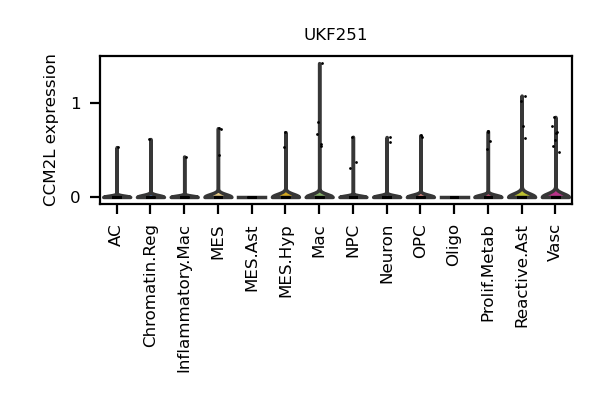 UKF251
CCM2L expression
1
0
AC
Chromatin.Reg
Inflammatory.Mac
MES
MES.Ast
MES.Hyp
Mac
NPC
Neuron
OPC
Oligo
Prolif.Metab
Reactive.Ast
Vasc